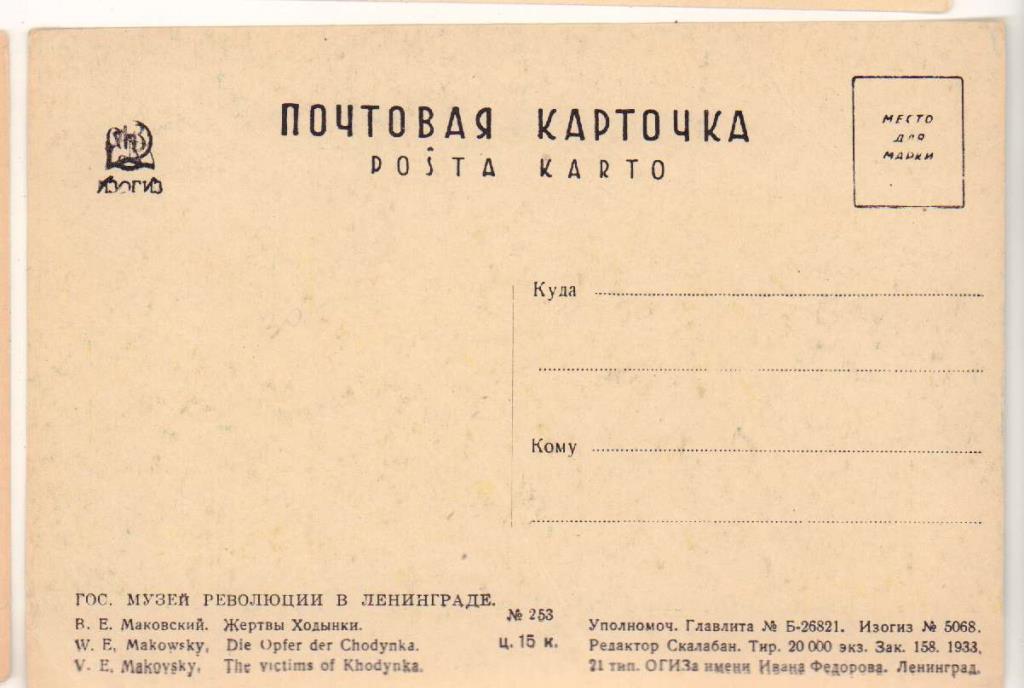 ПОЧТОВАЯ КАРТОЧКА
POŜTA KARTO
ИЗОГИЗ
МЕСТО
ДЛЯ
МАРКИ
Куда
Кому
ГОС. МУЗЕЙ РЕВОЛЮЦИИ В ЛЕНИНГРАДЕ.
В. Е. Маковский. Жертвы Ходынки.
W. E. Makowsky. Die Opfer der Chodynka.
V. E. Makovsky. The victims of Khodynka.
№ 253
ц. 15 к.
Уполномоч. Главлита № Б-26821. Изогиз № 5068.
Редактор Скалабан. Тир. 20 000 экз. Зак. 158. 1933.
21 тип. ОГИЗа имени Ивана Федорова. Ленинград.